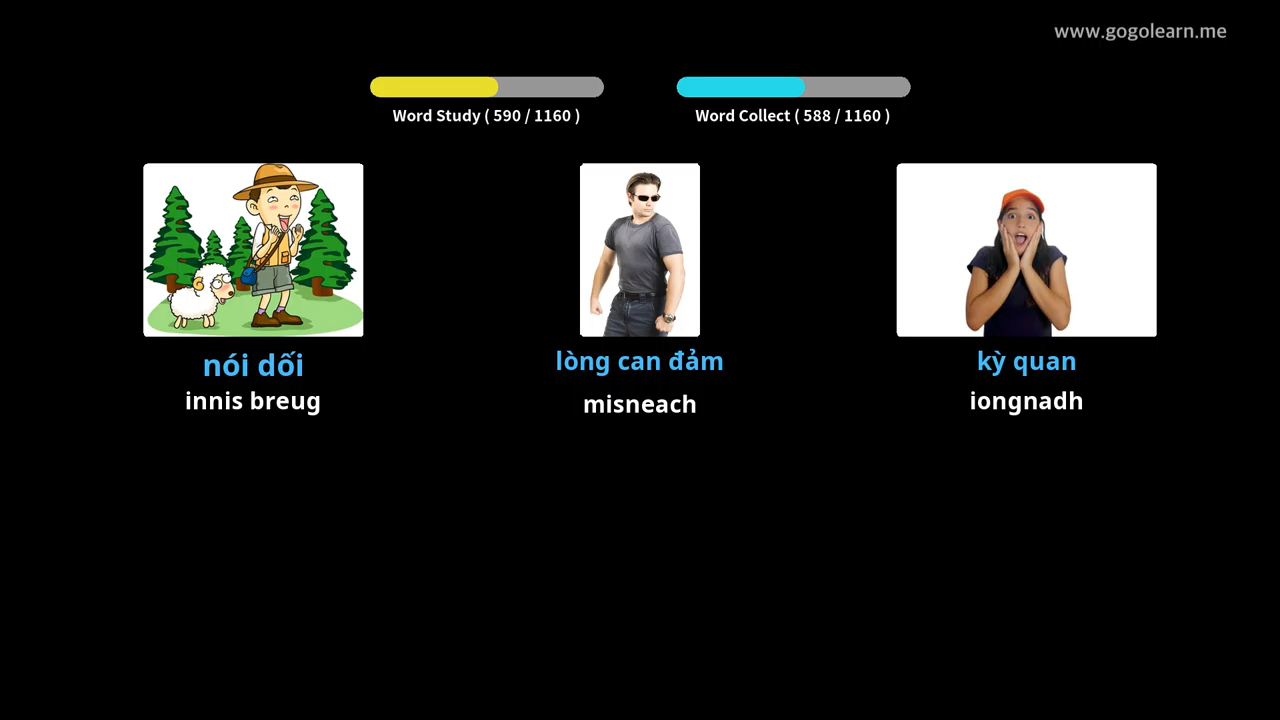 www.gogolearn.me
Word Study ( 590 / 1160 )
Word Collect ( 588 / 1160 )
nói dối
innis breug
lòng can đảm
misneach
kỳ quan
iongnadh